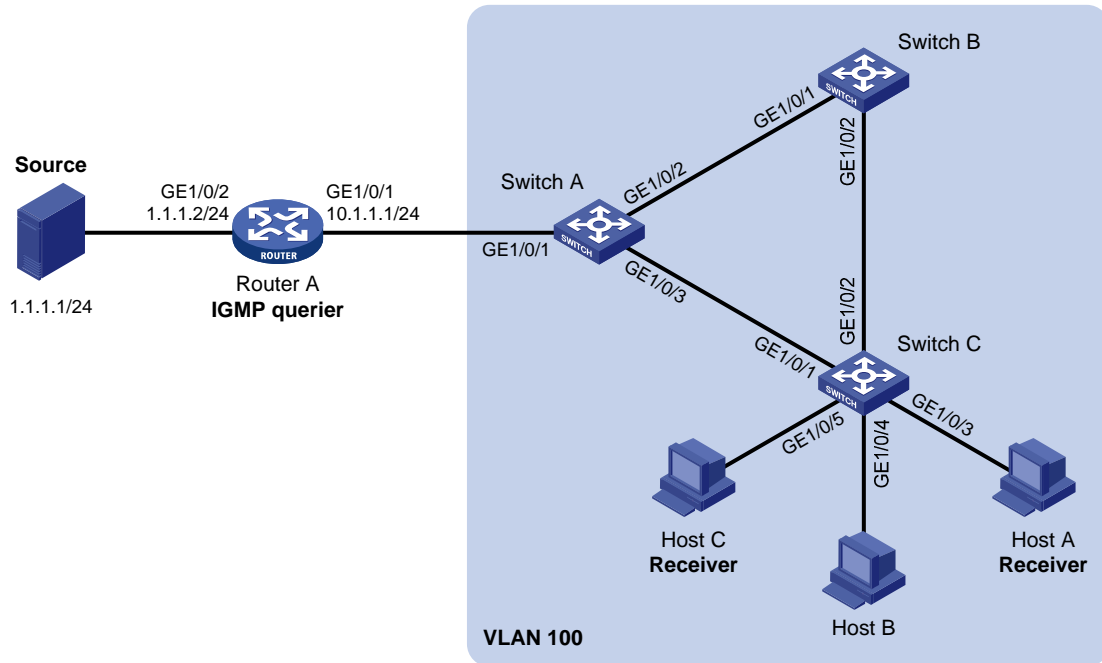 Switch B
SWITCH
GE1/0/1
GE1/0/2
Source
GE1/0/2
1.1.1.2/24
GE1/0/1
10.1.1.1/24
Switch A
GE1/0/2
SWITCH
GE1/0/1
ROUTER
Router A
IGMP querier
1.1.1.1/24
GE1/0/3
GE1/0/2
Switch C
GE1/0/1
SWITCH
GE1/0/5
GE1/0/4
GE1/0/3
Host C
Receiver
Host A
Receiver
Host B
VLAN 100